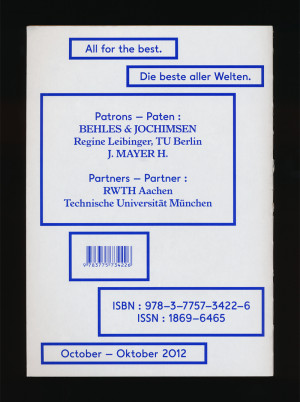 All for the best.
Die beste aller Welten.
Patrons – Paten :
BEHLES & JOCHIMSEN
Regine Leibinger, TU Berlin
J. MAYER H.
Partners – Partner :
RWTH Aachen
Technische Universität München
9783775734226
ISBN : 978–3–7757–3422–6
ISSN : 1869–6465
October – Oktober 2012